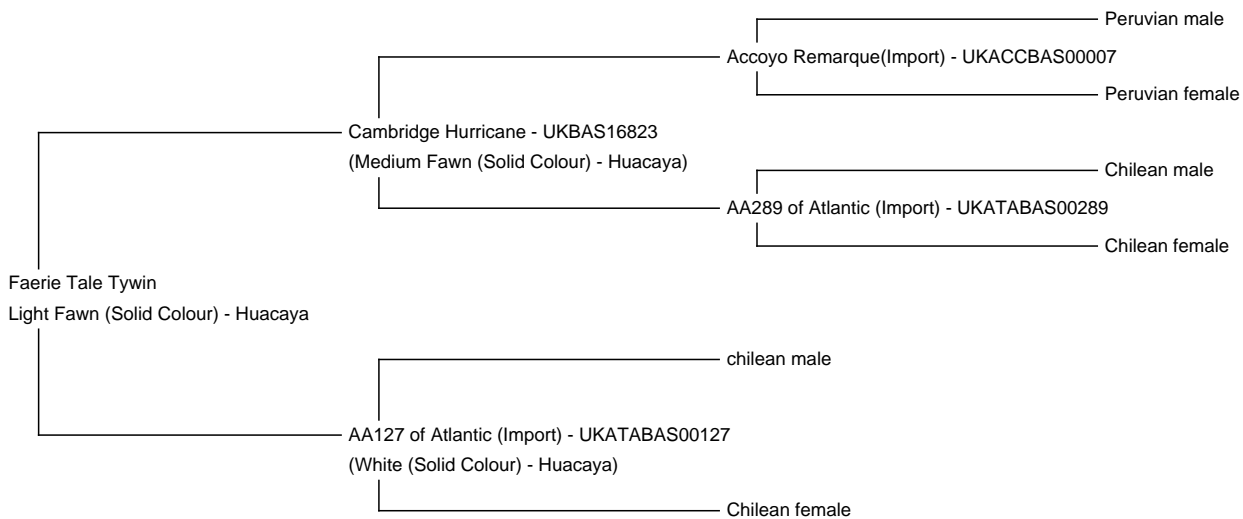 Peruvian male
Accoyo Remarque(Import) - UKACCBAS00007
Peruvian female
Cambridge Hurricane - UKBAS16823
(Medium Fawn (Solid Colour) - Huacaya)
Chilean male
AA289 of Atlantic (Import) - UKATABAS00289
Chilean female
Faerie Tale Tywin
Light Fawn (Solid Colour) - Huacaya
chilean male
AA127 of Atlantic (Import) - UKATABAS00127
(White (Solid Colour) - Huacaya)
Chilean female